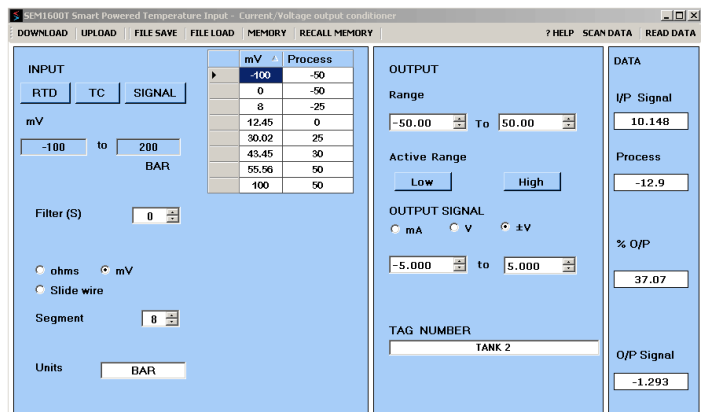 SEM1600T Smart Powered Temperature Input - Current/Voltage output conditioner
DOWNLOAD UPLOAD FILE SAVE FILE LOAD MEMORY RECALL MEMORY ? HELP SCAN DATA READ DATA
INPUT
RTD TC SIGNAL
mV
-100 to 200
BAR
Filter (S) 0
ohms mV
Slide wire
Segment 8
Units BAR
mV Process
-100 -50
0 -50
8 -25
12.45 0
30.02 25
43.45 30
55.56 50
100 50
OUTPUT
Range
-50.00 To 50.00
Active Range
Low High
OUTPUT SIGNAL
mA V ±V
-5.000 to 5.000
TAG NUMBER
TANK 2
DATA
I/P Signal
10.148
Process
-12.9
% O/P
37.07
O/P Signal
-1.293